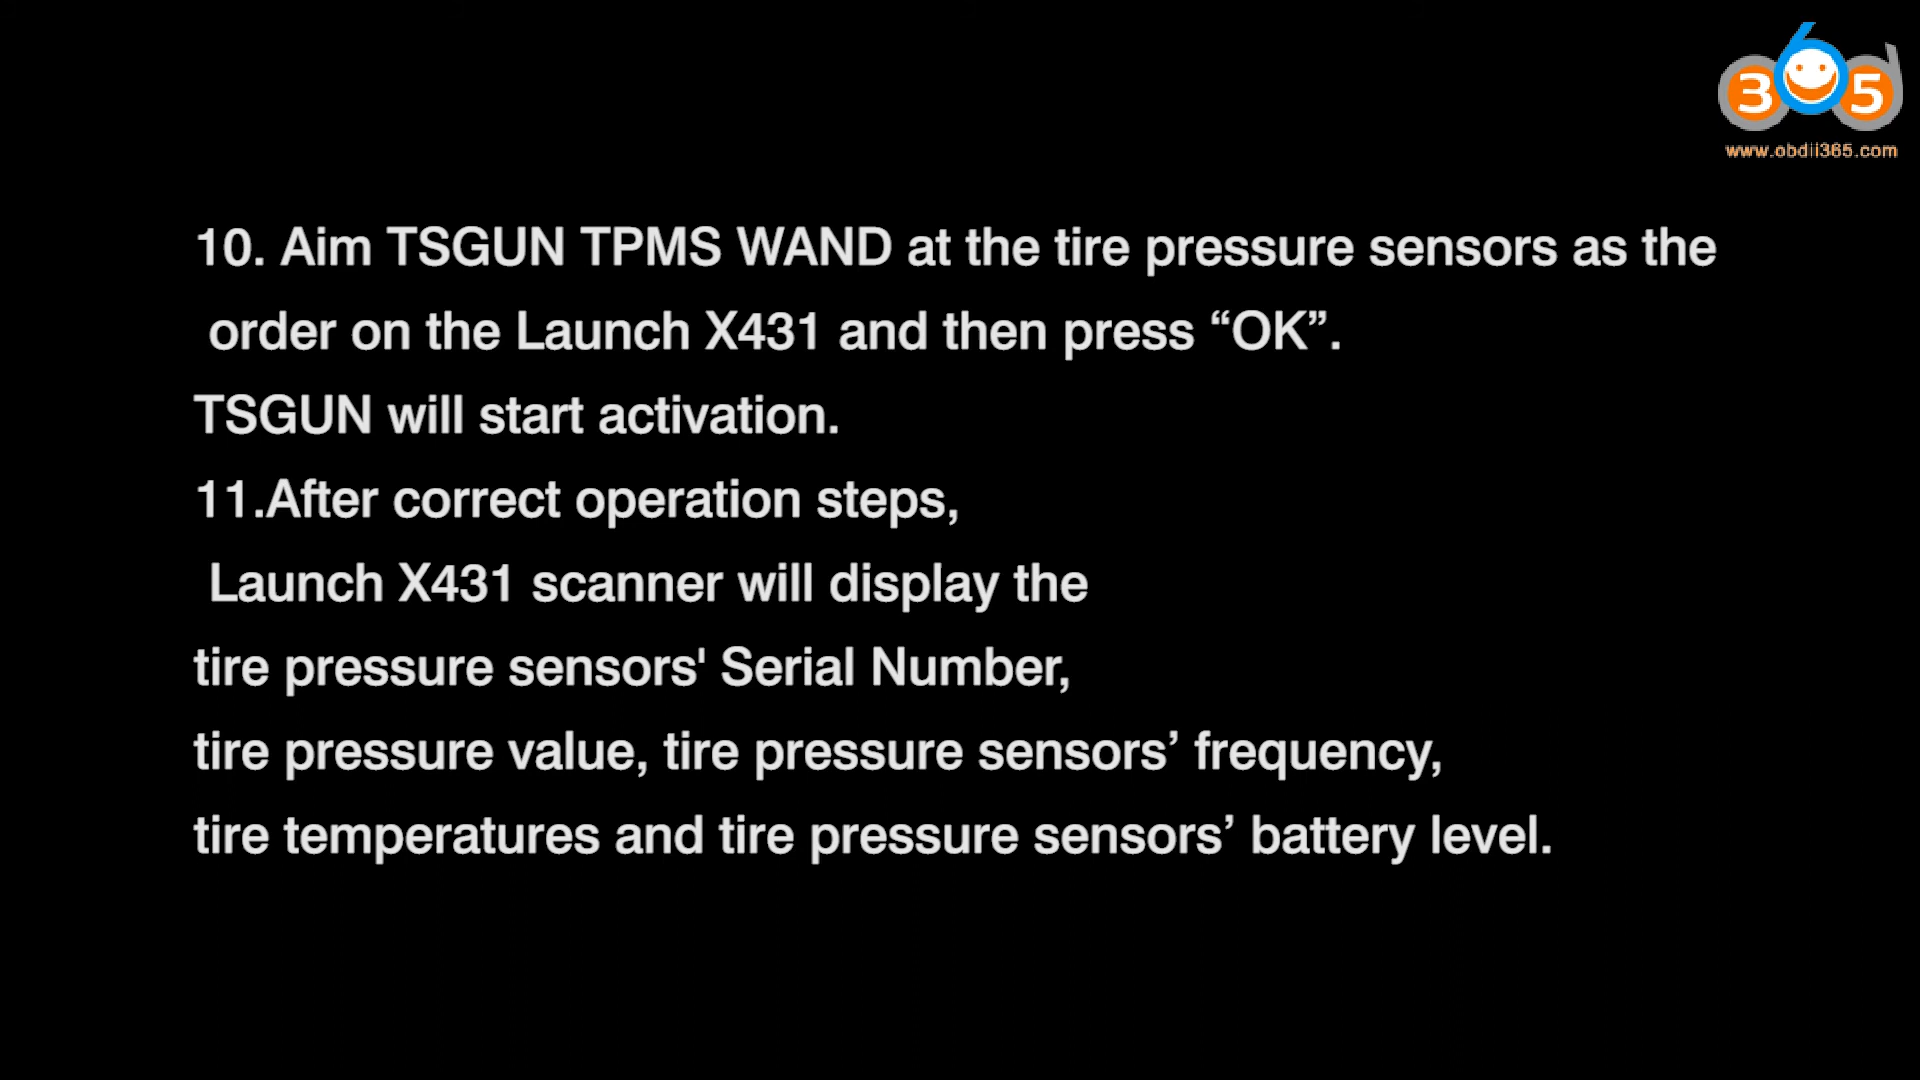 365
www.obdii365.com
10. Aim TSGUN TPMS WAND at the tire pressure sensors as the
order on the Launch X431 and then press “OK”.
TSGUN will start activation.
11.After correct operation steps,
Launch X431 scanner will display the
tire pressure sensors' Serial Number,
tire pressure value, tire pressure sensors’ frequency,
tire temperatures and tire pressure sensors’ battery level.